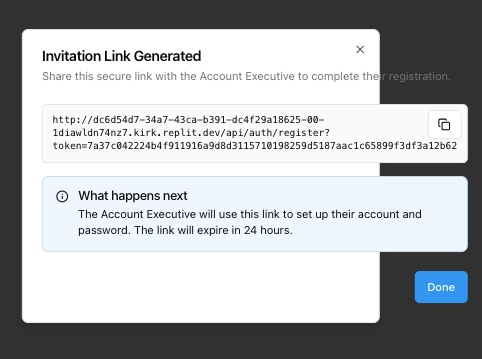 Invitation Link Generated
Share this secure link with the Account Executive to complete their registration.
http://dc6d54d7-34a7-43ca-b391-dc4f29a18625-00-
1diawldn74nz7.kirk.replit.dev/api/auth/register?
token=7a37c042224b4f911916a9d8d3115710198259d5187aac1c65899f3df3a12b62
What happens next
The Account Executive will use this link to set up their account and
password. The link will expire in 24 hours.
Done